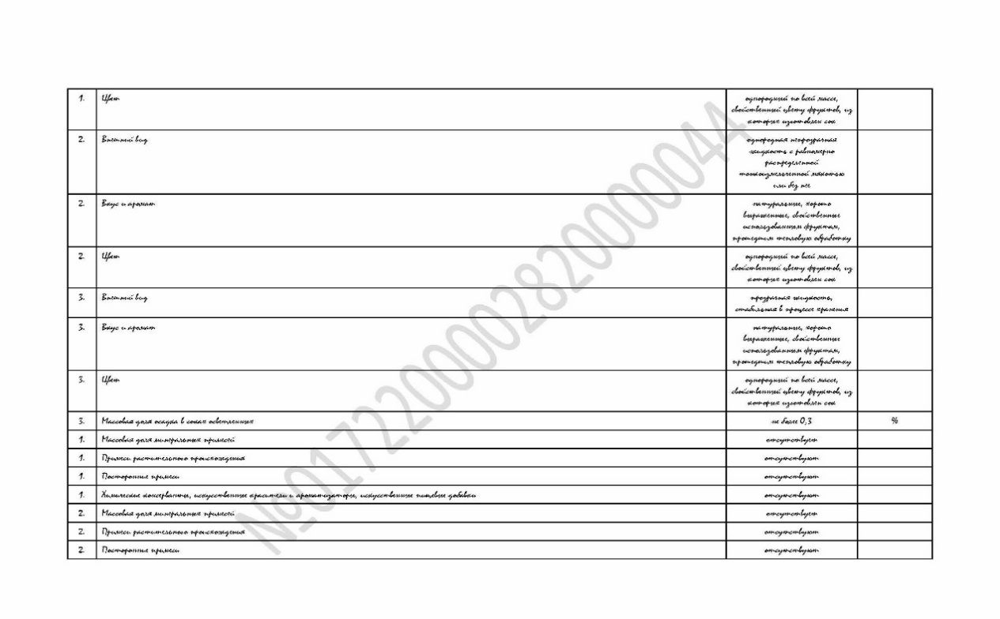 1. Цвет однородный по всей массе,
свойственный цвету фруктов, из
которых изготовлен сок
2. Внешний вид однородная непрозрачная
жидкость с равномерно
распределенной
тонкоизмельченной мякотью
или без нее
2. Вкус и аромат натуральные, хорошо
выраженные, свойственные
использованным фруктам,
прошедшим тепловую обработку
2. Цвет однородный по всей массе,
свойственный цвету фруктов, из
которых изготовлен сок
3. Внешний вид прозрачная жидкость,
стабильная в процессе хранения
3. Вкус и аромат натуральные, хорошо
выраженные, свойственные
использованным фруктам,
прошедшим тепловую обработку
3. Цвет однородный по всей массе,
свойственный цвету фруктов, из
которых изготовлен сок
3. Массовая доля осадка в соках осветленных не более 0,3 %
1. Массовая доля минеральных примесей отсутствует
1. Примеси растительного происхождения отсутствуют
1. Посторонние примеси отсутствуют
1. Химические консерванты, искусственные красители и ароматизаторы, искусственные пищевые добавки отсутствуют
2. Массовая доля минеральных примесей отсутствует
2. Примеси растительного происхождения отсутствуют
2. Посторонние примеси отсутствуют